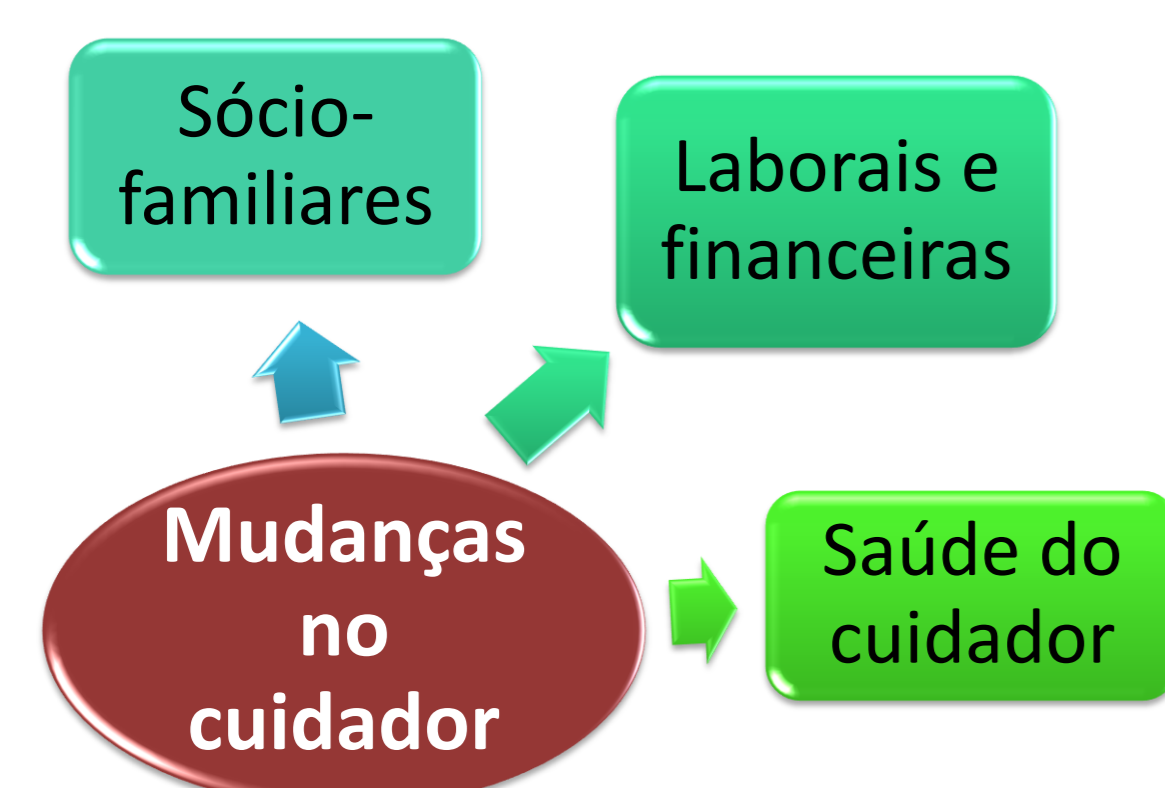 Sócio-
familiares
Laborais e
financeiras
Mudanças
no
cuidador
Saúde do
cuidador